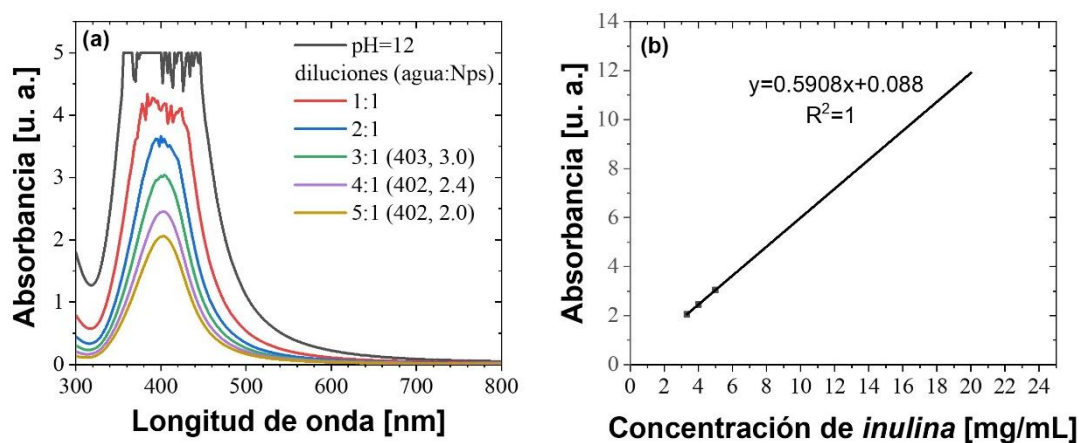 (a)
pH=12
diluciones (agua:Nps)
1:1
2:1
3:1 (403, 3.0)
4:1 (402, 2.4)
5:1 (402, 2.0)
5
4
3
2
1
0
300 400 500 600 700 800
Absorbancia [u. a.]
Longitud de onda [nm]
(b)
y=0.5908x+0.088
R²=1
14
12
10
8
6
4
2
0
0 2 4 6 8 10 12 14 16 18 20 22 24
Absorbancia [u. a.]
Concentración de inulina [mg/mL]